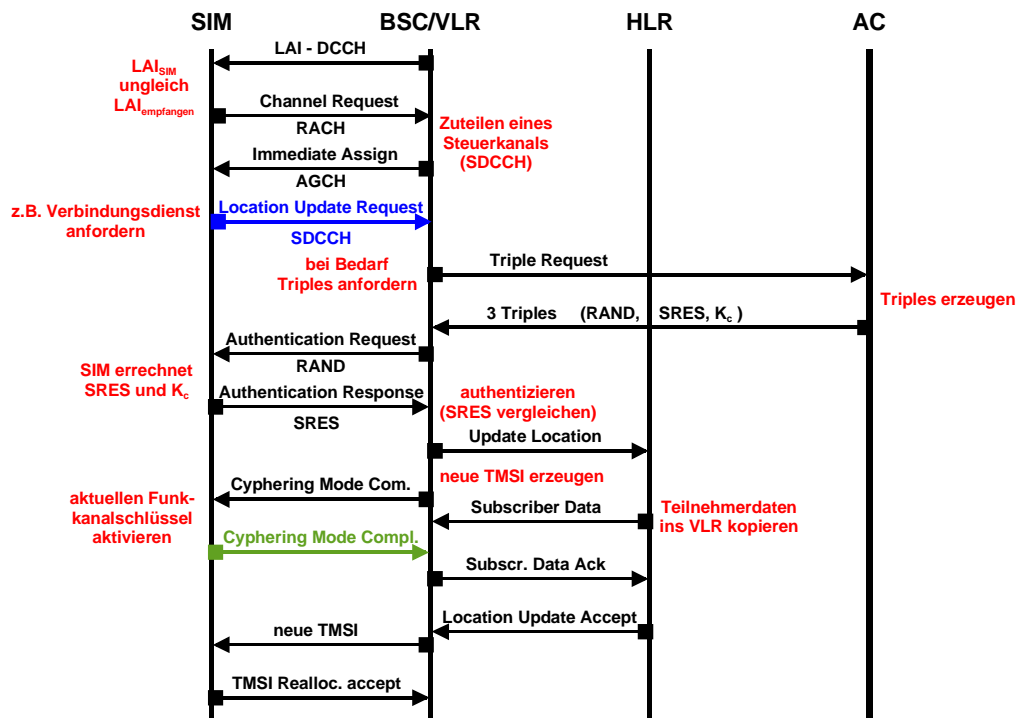 SIM BSC/VLR HLR AC
LAI - DCCH
LAI_SIM
ungleich
LAI_empfangen
Channel Request
RACH
Zuteilen eines
Steuerkanals
(SDCCH)
Immediate Assign
AGCH
z.B. Verbindungsdienst
anfordern
Location Update Request
SDCCH
bei Bedarf
Triples anfordern
Triple Request
Triples erzeugen
3 Triples (RAND, SRES, K_c )
Authentication Request
RAND
SIM errechnet
SRES und K_c
Authentication Response
SRES
authentizieren
(SRES vergleichen)
Update Location
neue TMSI erzeugen
Cyphering Mode Com.
aktuellen Funk-
kanalschlüssel
aktivieren
Subscriber Data
Teilnehmerdaten
ins VLR kopieren
Cyphering Mode Compl.
Subscr. Data Ack
Location Update Accept
neue TMSI
TMSI Realloc. accept